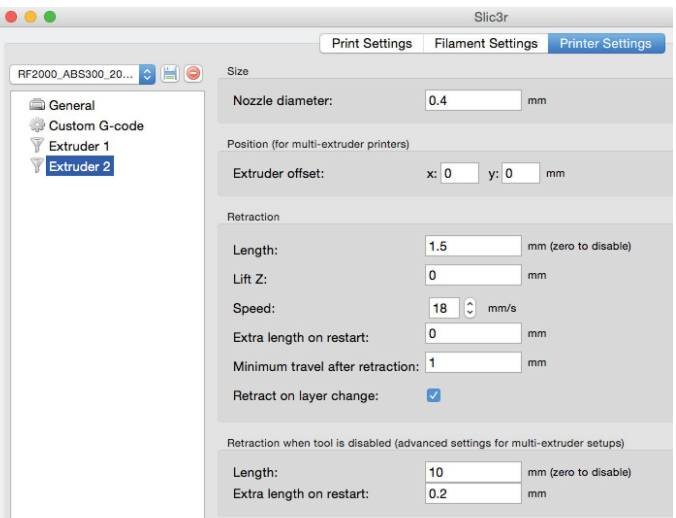 Slic3r
Print Settings Filament Settings Printer Settings
RF2000_ABS300_20...
General
Custom G-code
Extruder 1
Extruder 2
Size
Nozzle diameter: 0.4 mm
Position (for multi-extruder printers)
Extruder offset: x: 0 y: 0 mm
Retraction
Length: 1.5 mm (zero to disable)
Lift Z: 0 mm
Speed: 18 mm/s
Extra length on restart: 0 mm
Minimum travel after retraction: 1 mm
Retract on layer change:
Retraction when tool is disabled (advanced settings for multi-extruder setups)
Length: 10 mm (zero to disable)
Extra length on restart: 0.2 mm